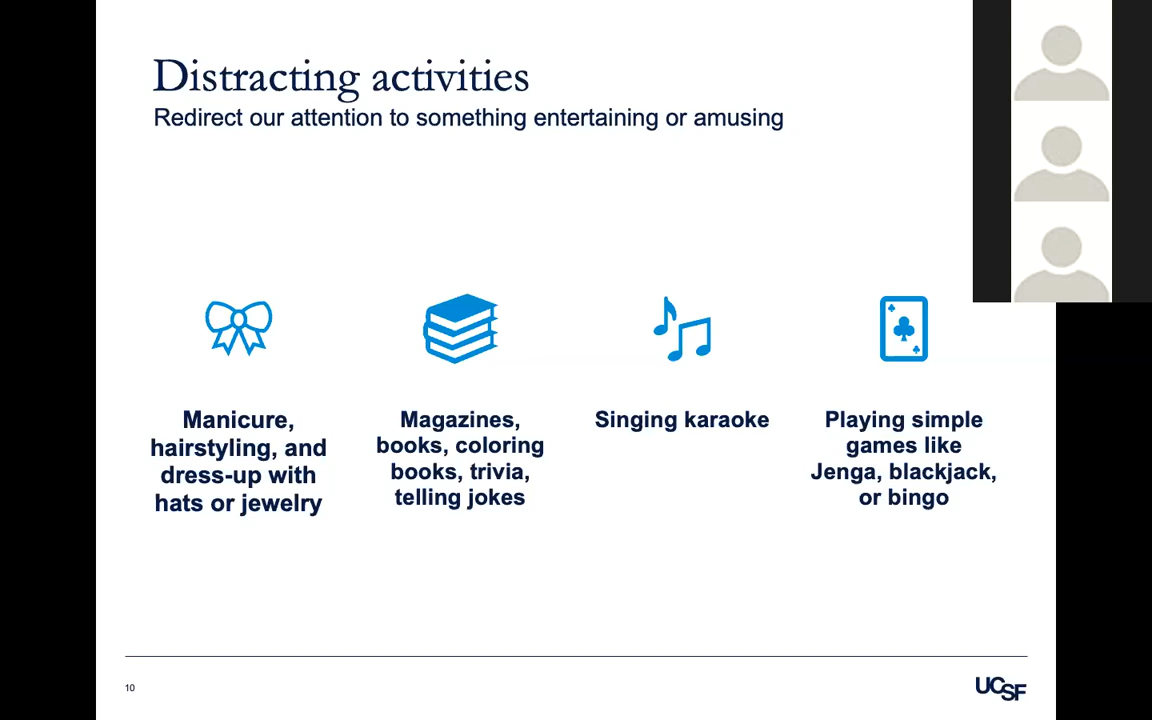 Distracting activities
Redirect our attention to something entertaining or amusing
Manicure,
hairstyling, and
dress-up with
hats or jewelry
Magazines,
books, coloring
books, trivia,
telling jokes
Singing karaoke
Playing simple
games like
Jenga, blackjack,
or bingo
10
UCSF